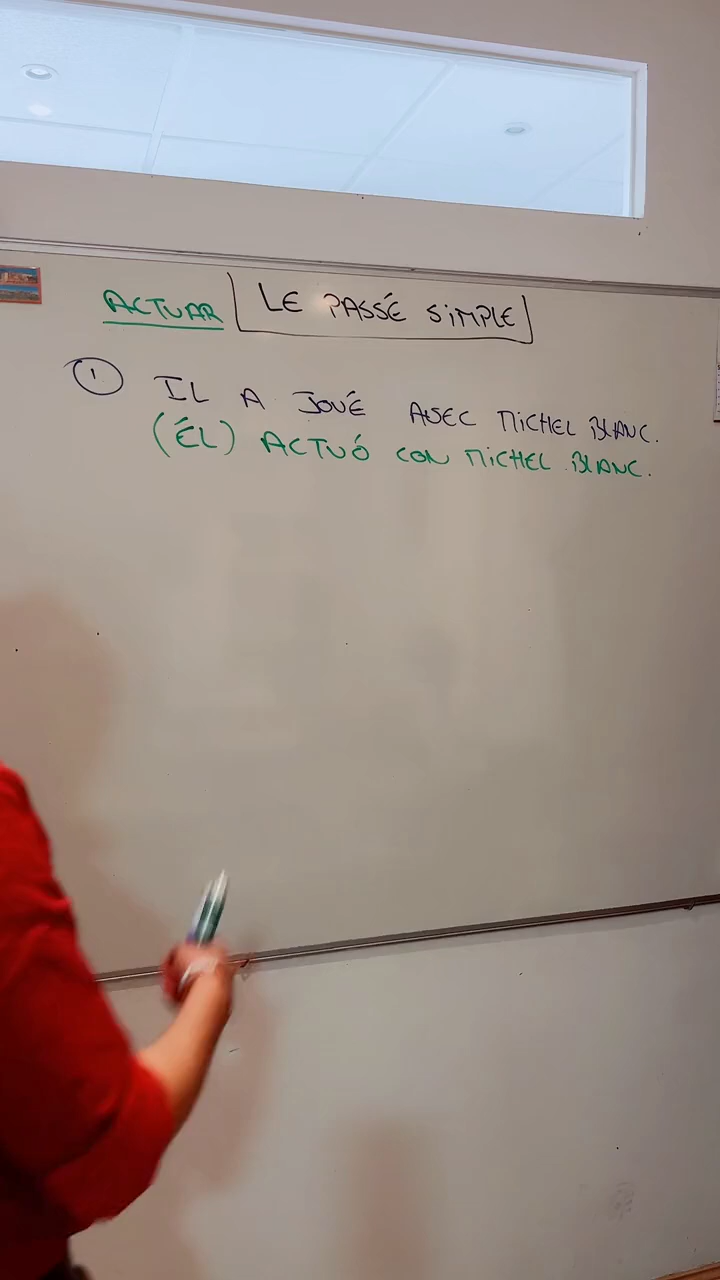 ACTUAR LE PASSÉ SiMPLE
1 IL A JOUÉ AVEC MiCHEL BLANC.
(ÉL) ACTUÓ CON MiCHEL BLANC.